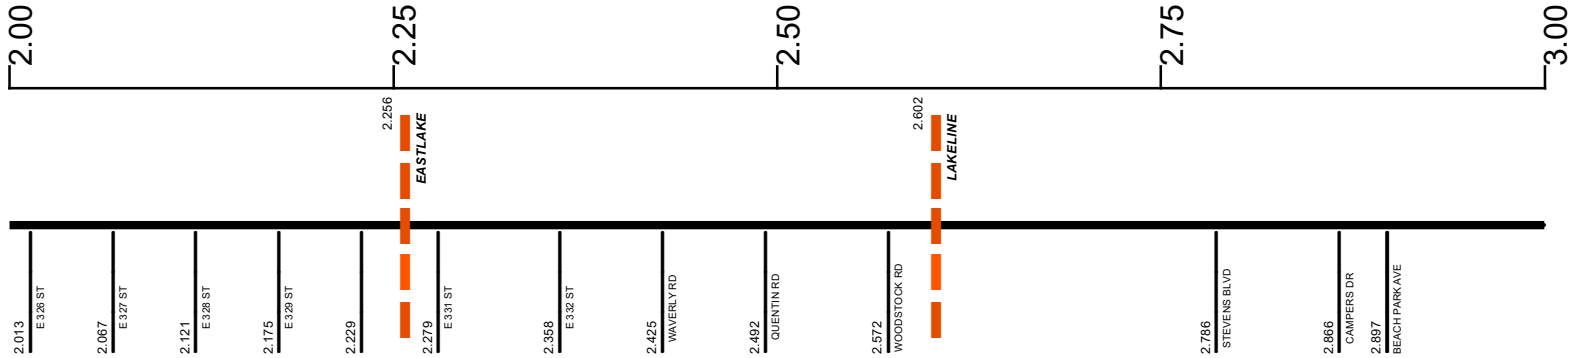 2.00
2.25
2.50
2.75
3.00
2.256
EASTLAKE
2.602
LAKELINE
2.013
E 326 ST
2.067
E 327 ST
2.121
E 328 ST
2.175
E 329 ST
2.229
2.279
E 331 ST
2.358
E 332 ST
2.425
WAVERLY RD
2.492
QUENTIN RD
2.572
WOODSTOCK RD
2.786
STEVENS BLVD
2.866
CAMPERS DR
2.897
BEACH PARK AVE